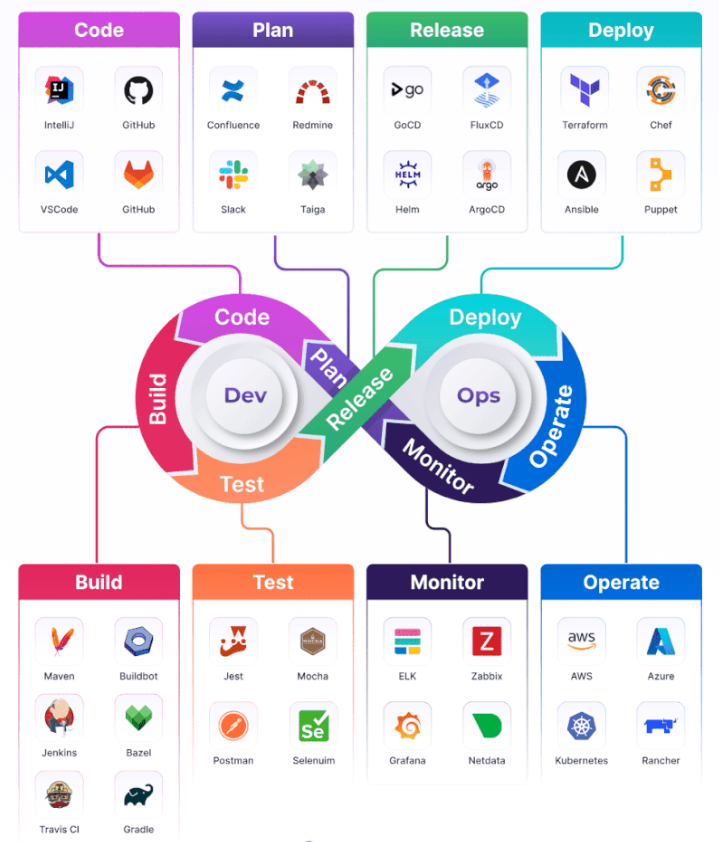 Code
Plan
Release
Deploy
IJ
go
IntelliJ
GitHub
Confluence
Redmine
GoCD
FluxCD
Terraform
Chef
HELM
argo
A
VSCode
GitHub
Slack
Taiga
Helm
ArgoCD
Ansible
Puppet
Code
Deploy
Plan
Release
Build
Dev
Ops
Operate
Test
Monitor
Build
Test
Monitor
Operate
MOCHA
Z
aws
Maven
Buildbot
Jest
Mocha
ELK
Zabbix
AWS
Azure
Se
Jenkins
Bazel
Postman
Selenuim
Grafana
Netdata
Kubernetes
Rancher
Travis CI
Gradle